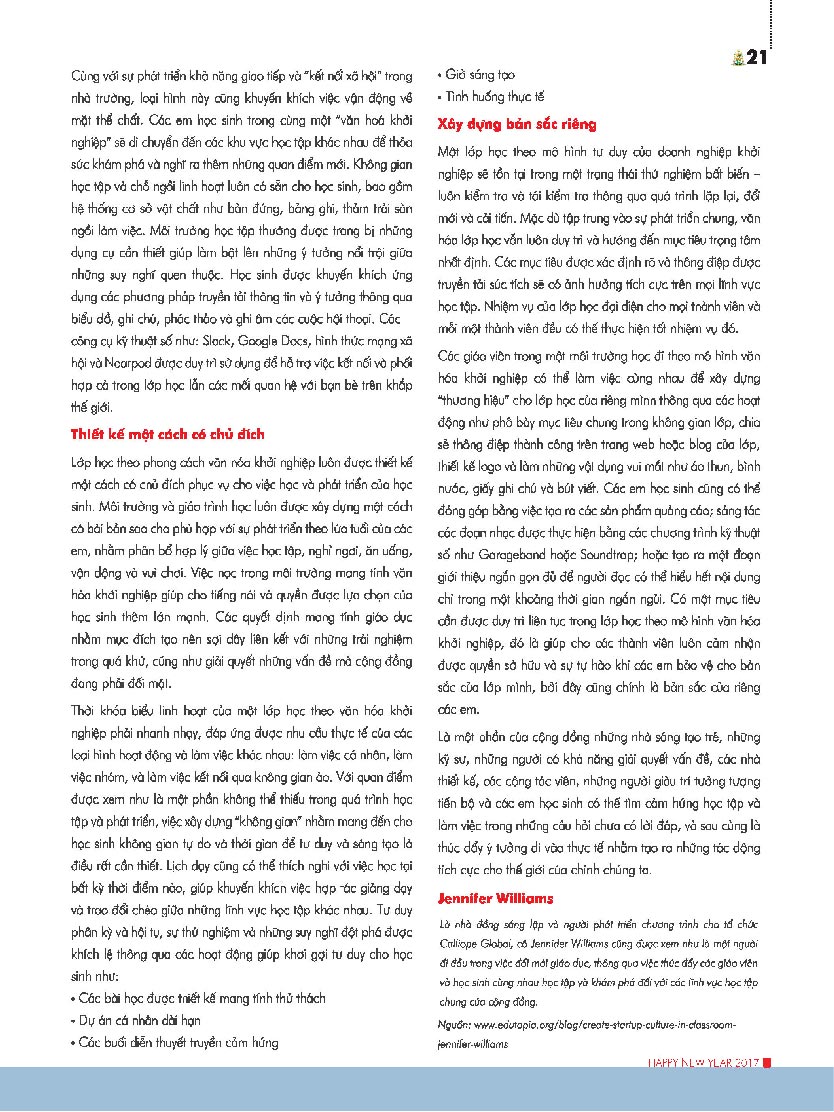 21
Cùng với sự phát triển khả năng giao tiếp và "kết nối xã hội" trong
nhà trường, loại hình này cũng khuyến khích việc vận động về
mặt thể chất. Các em học sinh trong cùng một "văn hoá khởi
nghiệp" sẽ di chuyển đến các khu vực học tập khác nhau để thỏa
sức khám phá và nghĩ ra thêm những quan điểm mới. Không gian
học tập và chỗ ngồi linh hoạt luôn có sẵn cho học sinh, bao gồm
hệ thống cơ sở vật chất như bàn đứng, bảng ghi, thảm trải sàn
ngồi làm việc. Môi trường học tập thường được trang bị những
dụng cụ cần thiết giúp làm bật lên những ý tưởng nổi trội giữa
những suy nghĩ quen thuộc. Học sinh được khuyến khích ứng
dụng các phương pháp truyền tải thông tin và ý tưởng thông qua
biểu đồ, ghi chú, phác thảo và ghi âm các cuộc hội thoại. Các
công cụ kỹ thuật số như: Slack, Google Docs, hình thức mạng xã
hội và Nearpod được duy trì sử dụng để hỗ trợ việc kết nối và phối
hợp cả trong lớp học lẫn các mối quan hệ với bạn bè trên khắp
thế giới.
Thiết kế một cách có chủ đích
Lớp học theo phong cách văn hóa khởi nghiệp luôn được thiết kế
một cách có chủ đích phục vụ cho việc học và phát triển của học
sinh. Môi trường và giáo trình học luôn được xây dựng một cách
có bài bản sao cho phù hợp với sự phát triển theo lứa tuổi của các
em, nhằm phân bổ hợp lý giữa việc học tập, nghỉ ngơi, ăn uống,
vận động và vui chơi. Việc học trong môi trường mang tính văn
hóa khởi nghiệp giúp cho tiếng nói và quyền được lựa chọn của
học sinh thêm lớn mạnh. Các quyết định mang tính giáo dục
nhằm mục đích tạo nên sợi dây liên kết với những trải nghiệm
trong quá khứ, cũng như giải quyết những vấn đề mà cộng đồng
đang phải đối mặt.
Thời khóa biểu linh hoạt của một lớp học theo văn hóa khởi
nghiệp phải nhanh nhạy, đáp ứng được nhu cầu thực tế của các
loại hình hoạt động và làm việc khác nhau: làm việc cá nhân, làm
việc nhóm, và làm việc kết nối qua không gian ảo. Với quan điểm
được xem như là một phần không thể thiếu trong quá trình học
tập và phát triển, việc xây dựng "không gian" nhằm mang đến cho
học sinh không gian tự do và thời gian để tư duy và sáng tạo là
điều rất cần thiết. Lịch dạy cũng có thể thích nghi với việc học tại
bất kỳ thời điểm nào, giúp khuyến khích việc hợp tác giảng dạy
và trao đổi chéo giữa những lĩnh vực học tập khác nhau. Tư duy
phân kỳ và hội tụ, sự thử nghiệm và những suy nghĩ đột phá được
khích lệ thông qua các hoạt động giúp khơi gợi tư duy cho học
sinh như:
• Các bài học được thiết kế mang tính thử thách
• Dự án cá nhân dài hạn
• Các buổi diễn thuyết truyền cảm hứng
• Giờ sáng tạo
• Tình huống thực tế
Xây dựng bản sắc riêng
Một lớp học theo mô hình tư duy của doanh nghiệp khởi
nghiệp sẽ tồn tại trong một trạng thái thử nghiệm bất biến –
luôn kiểm tra và tái kiểm tra thông qua quá trình lặp lại, đổi
mới và cải tiến. Mặc dù tập trung vào sự phát triển chung, văn
hóa lớp học vẫn luôn duy trì và hướng đến mục tiêu trọng tâm
nhất định. Các mục tiêu được xác định rõ và thông điệp được
truyền tải súc tích sẽ có ảnh hưởng tích cực trên mọi lĩnh vực
học tập. Nhiệm vụ của lớp học đại diện cho mọi thành viên và
mỗi một thành viên đều có thể thực hiện tốt nhiệm vụ đó.
Các giáo viên trong một môi trường học đi theo mô hình văn
hóa khởi nghiệp có thể làm việc cùng nhau để xây dựng
"thương hiệu" cho lớp học của riêng mình thông qua các hoạt
động như phô bày mục tiêu chung trong không gian lớp, chia
sẻ thông điệp thành công trên trang web hoặc blog của lớp,
thiết kế logo và làm những vật dụng vui mắt như áo thun, bình
nước, giấy ghi chú và bút viết. Các em học sinh cũng có thể
đóng góp bằng việc tạo ra các sản phẩm quảng cáo; sáng tác
các đoạn nhạc được thực hiện bằng các chương trình kỹ thuật
số như Garageband hoặc Soundtrap; hoặc tạo ra một đoạn
giới thiệu ngắn gọn đủ để người đọc có thể hiểu hết nội dung
chỉ trong một khoảng thời gian ngắn ngủi. Có một mục tiêu
cần được duy trì liên tục trong lớp học theo mô hình văn hóa
khởi nghiệp, đó là giúp cho các thành viên luôn cảm nhận
được quyền sở hữu và sự tự hào khi các em bảo vệ cho bản
sắc của lớp mình, bởi đây cũng chính là bản sắc của riêng
các em.
Là một phần của cộng đồng những nhà sáng tạo trẻ, những
kỹ sư, những người có khả năng giải quyết vấn đề, các nhà
thiết kế, các cộng tác viên, những người giàu trí tưởng tượng
tiến bộ và các em học sinh có thể tìm cảm hứng học tập và
làm việc trong những câu hỏi chưa có lời đáp, và sau cùng là
thúc đẩy ý tưởng đi vào thực tế nhằm tạo ra những tác động
tích cực cho thế giới của chính chúng ta.
Jennifer Williams
Là nhà đồng sáng lập và người phát triển chương trình cho tổ chức
Calliope Global, cô Jennifer Williams cũng được xem như là một người
đi đầu trong việc đổi mới giáo dục, thông qua việc thúc đẩy các giáo viên
và học sinh cùng nhau học tập và khám phá đối với các lĩnh vực học tập
chung của cộng đồng.
Nguồn: www.edutopia.org/blog/create-startup-culture-in-classroom-
jennifer-williams
HAPPY NEW YEAR 2017